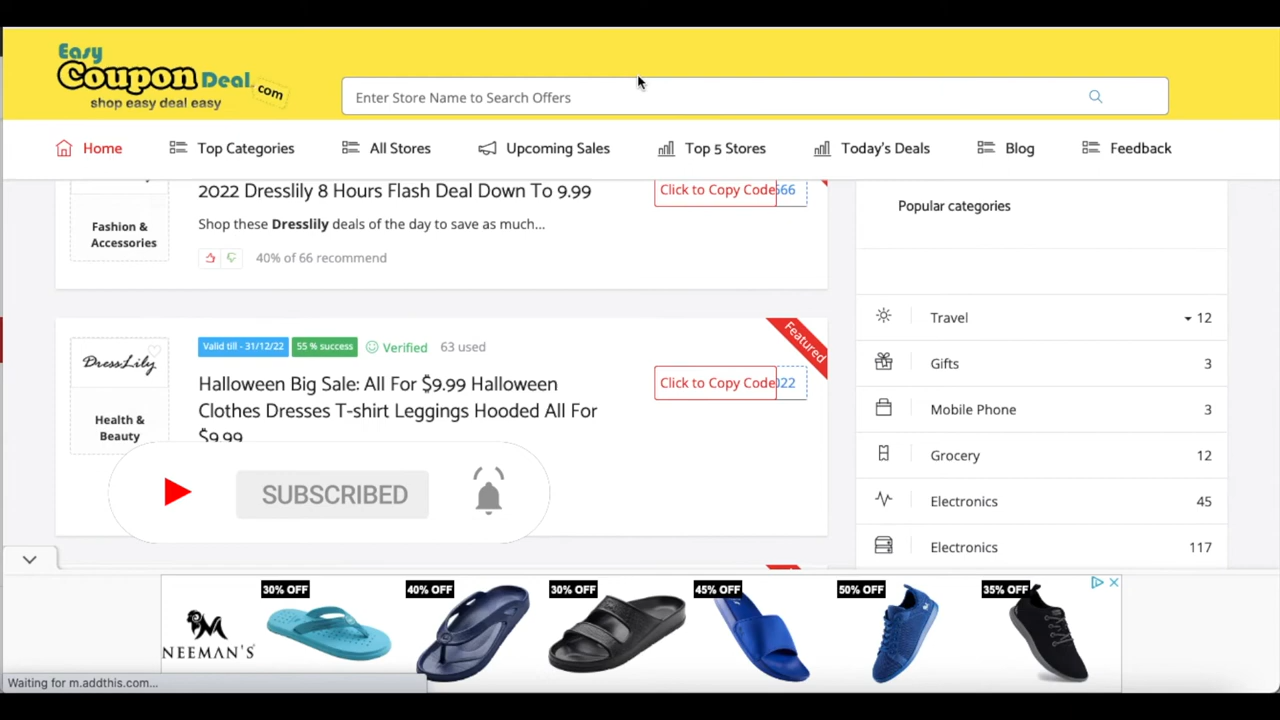 Easy
Coupon Deal
.com
shop easy deal easy
Enter Store Name to Search Offers
Home
Top Categories
All Stores
Upcoming Sales
Top 5 Stores
Today's Deals
Blog
Feedback
2022 Dresslily 8 Hours Flash Deal Down To 9.99
Click to Copy Code 66
Popular categories
Fashion &
Accessories
Shop these Dresslily deals of the day to save as much...
40% of 66 recommend
Travel 12
Featured
DressLily
Valid till - 31/12/22 55 % success Verified 63 used
Halloween Big Sale: All For $9.99 Halloween
Clothes Dresses T-shirt Leggings Hooded All For
$9.99
Click to Copy Code 022
Health &
Beauty
Gifts 3
Mobile Phone 3
Grocery 12
Electronics 45
Electronics 117
SUBSCRIBED
30% OFF
40% OFF
30% OFF
45% OFF
50% OFF
35% OFF
NEEMAN'S
Waiting for m.addthis.com...